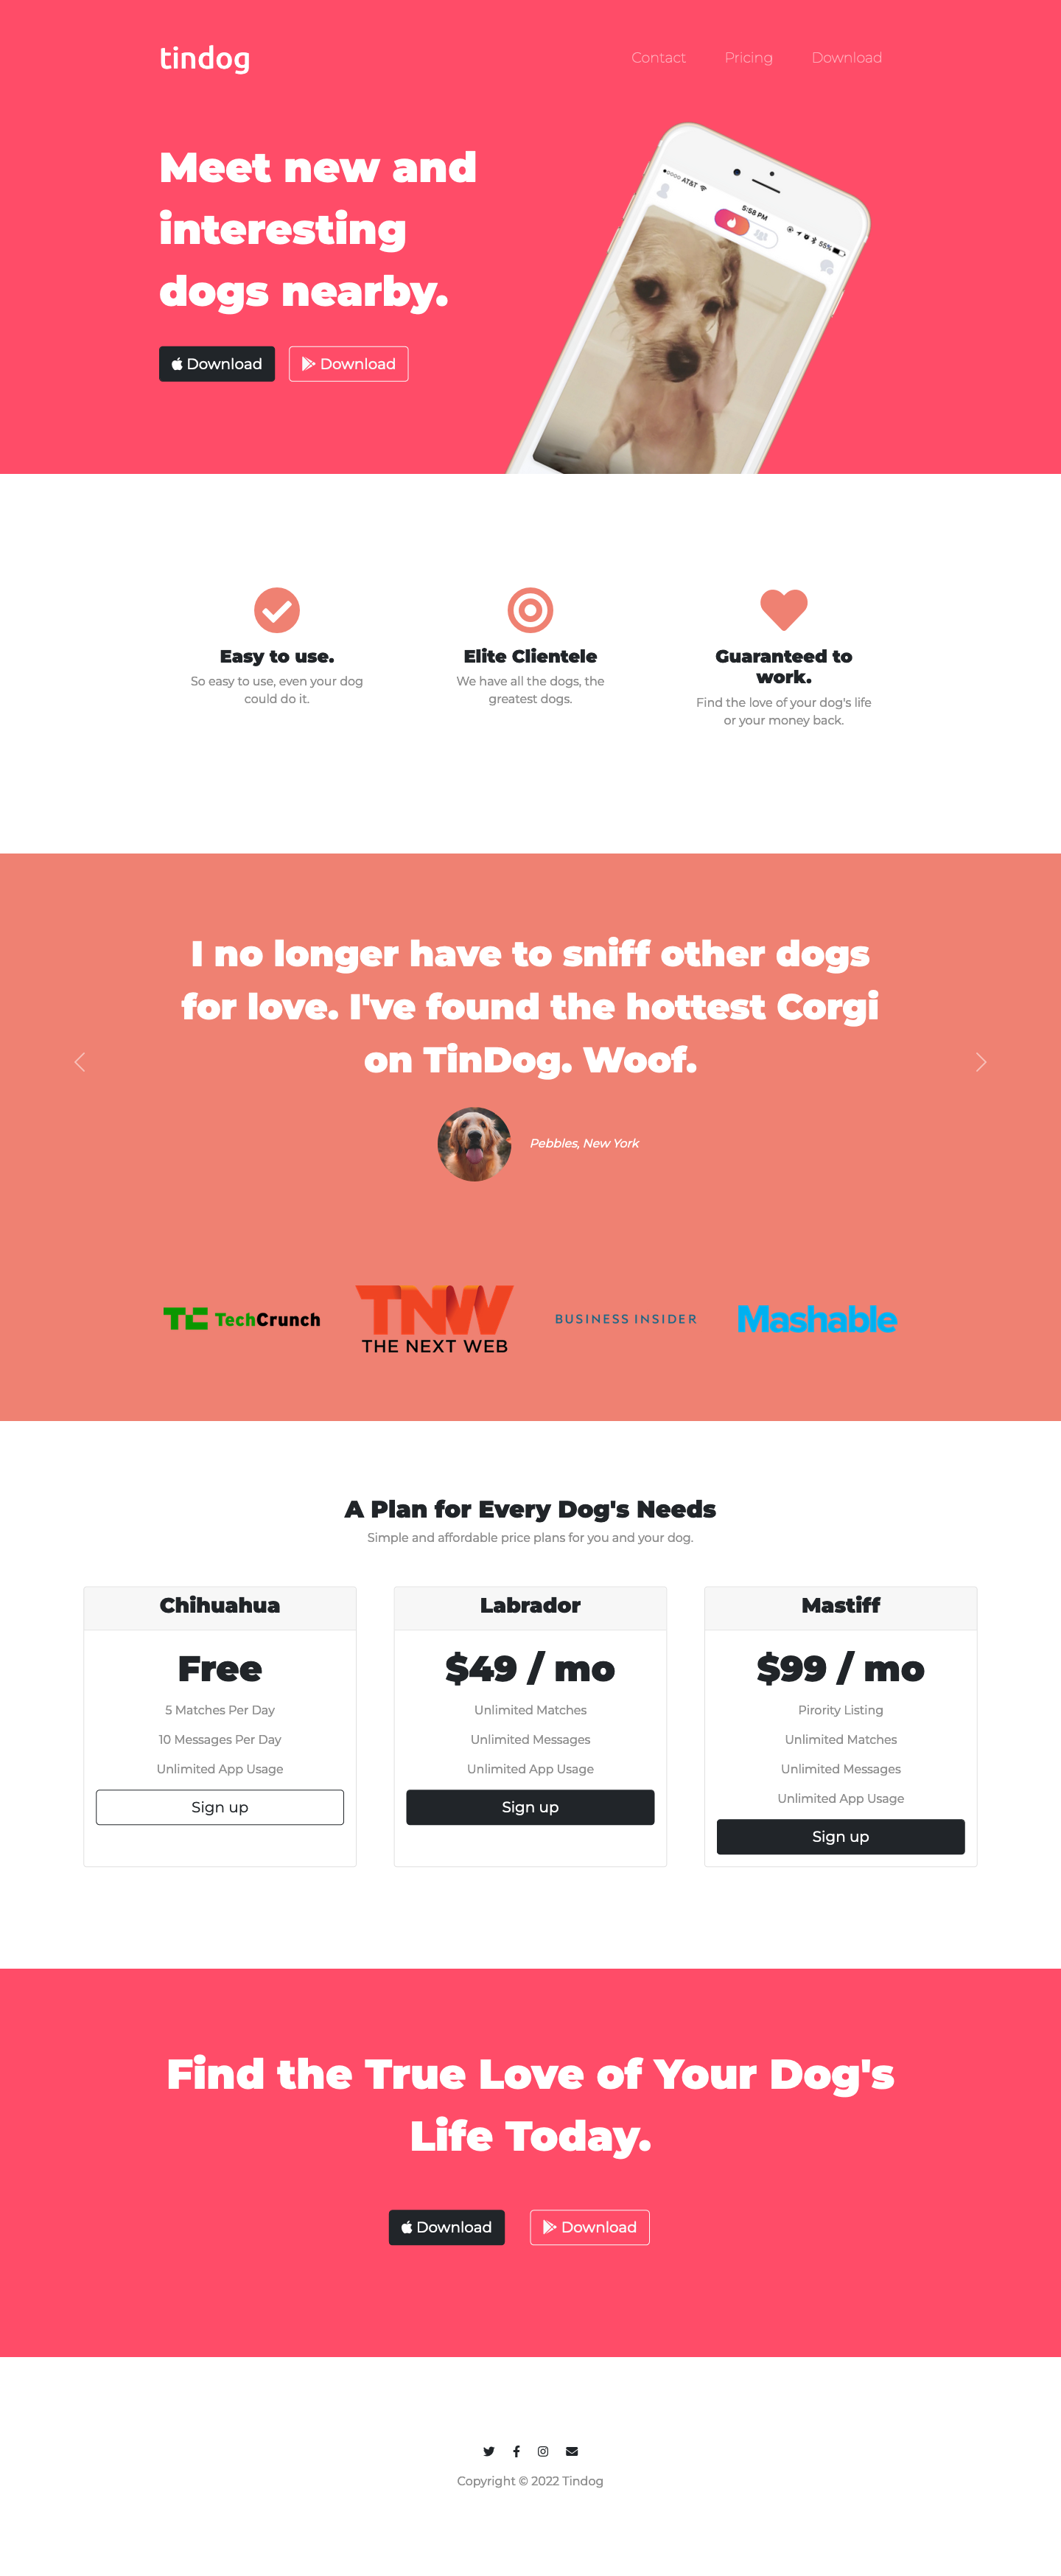 tindog
Contact Pricing Download
Meet new and
interesting
dogs nearby.
Download Download
AT&T 5:58 PM 55%
Easy to use.
So easy to use, even your dog
could do it.
Elite Clientele
We have all the dogs, the
greatest dogs.
Guaranteed to
work.
Find the love of your dog's life
or your money back.
I no longer have to sniff other dogs
for love. I've found the hottest Corgi
on TinDog. Woof.
Pebbles, New York
TC TechCrunch
TNW
THE NEXT WEB
BUSINESS INSIDER
Mashable
A Plan for Every Dog's Needs
Simple and affordable price plans for you and your dog.
Chihuahua
Free
5 Matches Per Day
10 Messages Per Day
Unlimited App Usage
Sign up
Labrador
$49 / mo
Unlimited Matches
Unlimited Messages
Unlimited App Usage
Sign up
Mastiff
$99 / mo
Pirority Listing
Unlimited Matches
Unlimited Messages
Unlimited App Usage
Sign up
Find the True Love of Your Dog's
Life Today.
Download Download
Copyright © 2022 Tindog